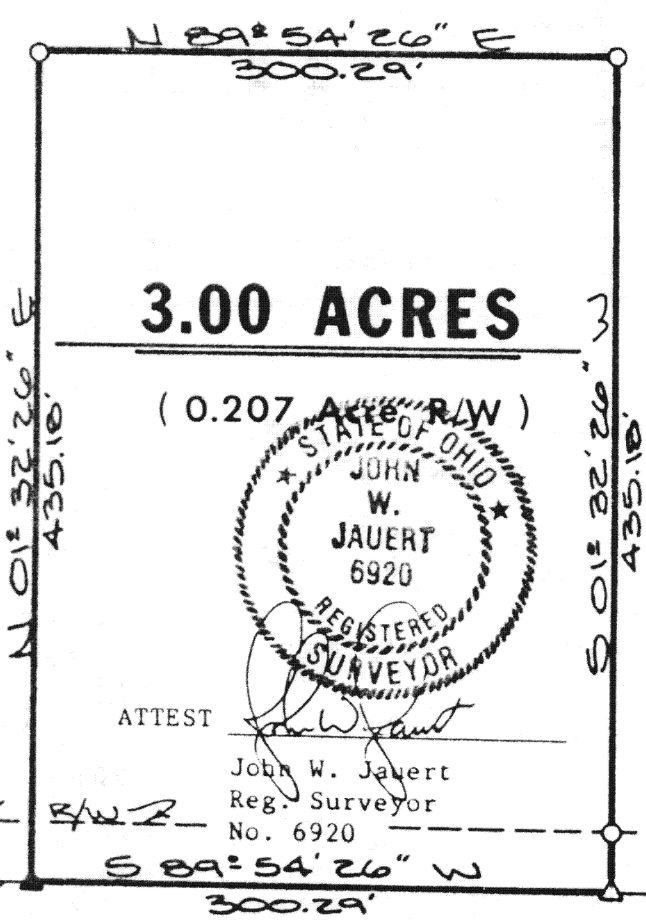 N 89° 54' 26" E
300.29'
N 01° 32' 26" E
435.18'
3.00 ACRES
S 01° 32' 26" W
435.18'
( 0.207 Acre R/W )
STATE OF OHIO
JOHN
W.
JAUERT
6920
REGISTERED
SURVEYOR
ATTEST John W Jauert
John W. Jauert
Reg. Surveyor
No. 6920
R/W
S 89° 54' 26" W
300.29'